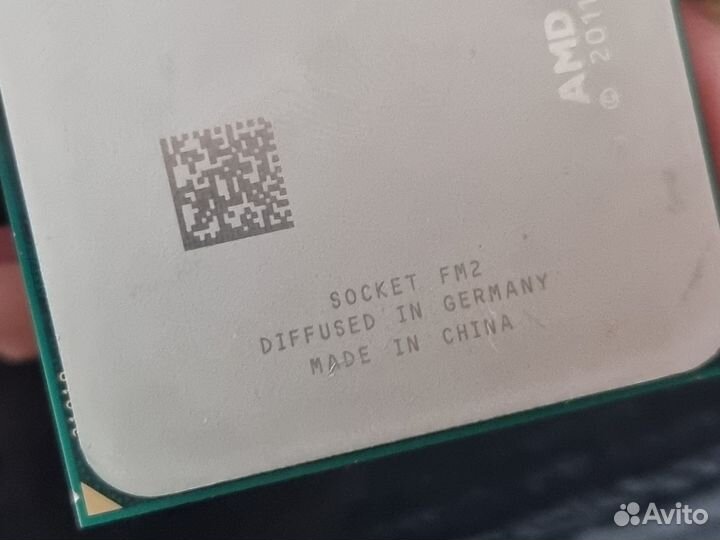 AMD
© 2011
SOCKET FM2
DIFFUSED IN GERMANY
MADE IN CHINA
Avito